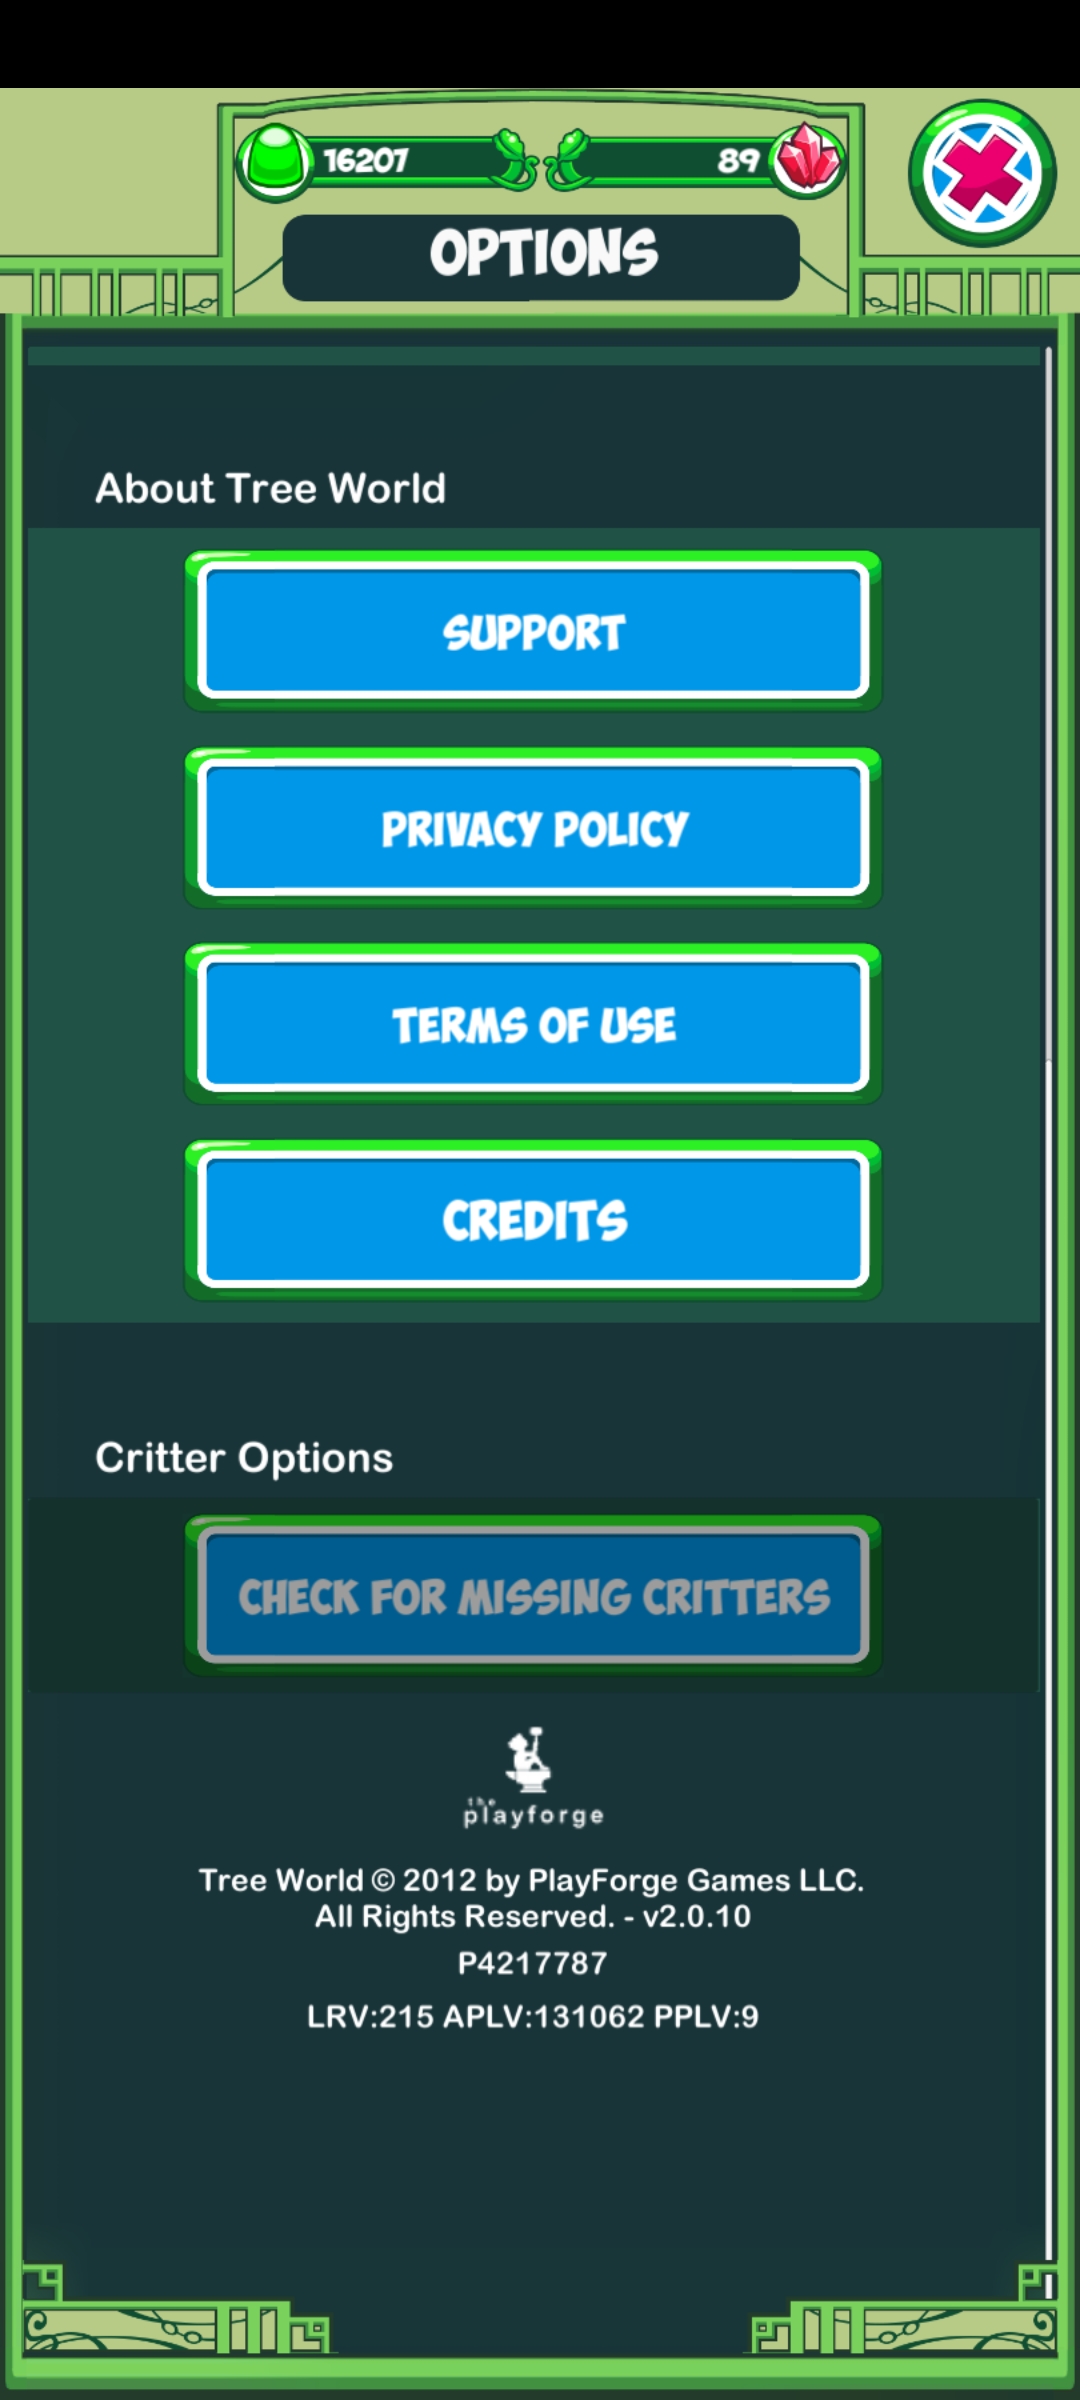 16207
89
OPTIONS
About Tree World
SUPPORT
PRIVACY POLICY
TERMS OF USE
CREDITS
Critter Options
CHECK FOR MISSING CRITTERS
the
playforge
Tree World © 2012 by PlayForge Games LLC.
All Rights Reserved. - v2.0.10
P4217787
LRV:215 APLV:131062 PPLV:9